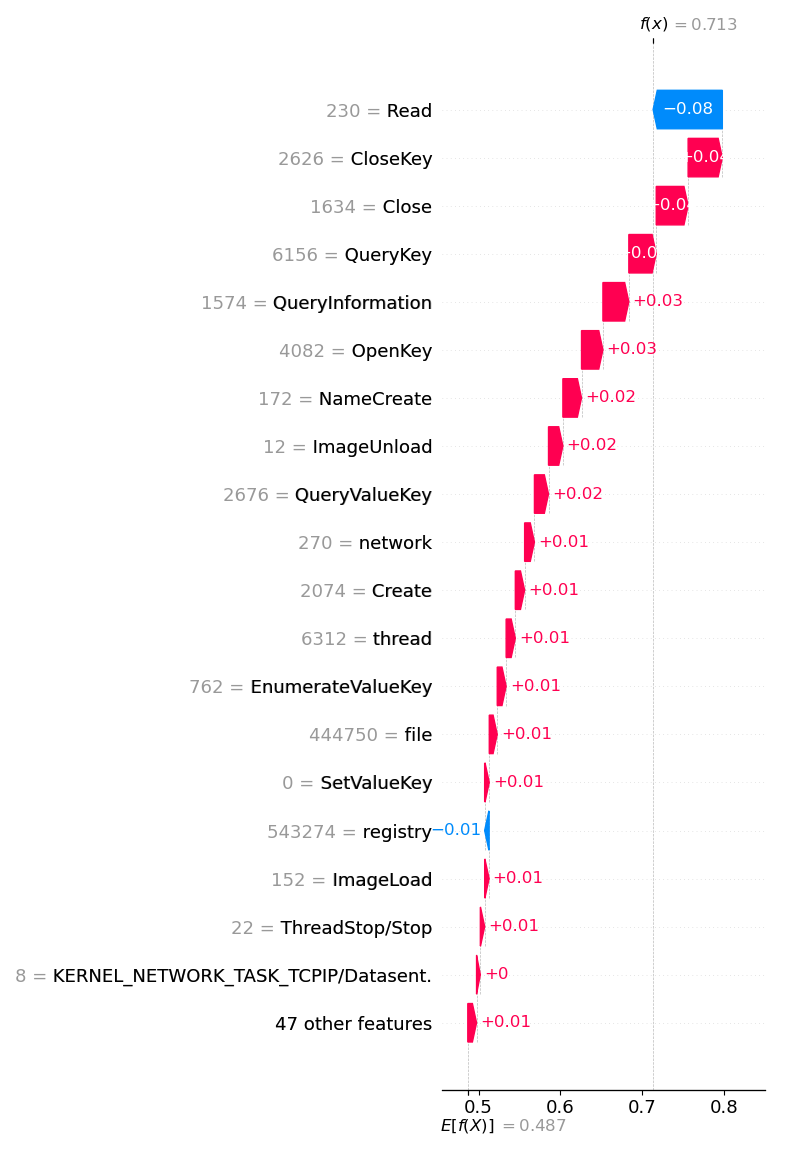 f(x) = 0.713
230 = Read −0.08
2626 = CloseKey
1634 = Close
6156 = QueryKey
1574 = QueryInformation +0.03
4082 = OpenKey +0.03
172 = NameCreate +0.02
12 = ImageUnload +0.02
2676 = QueryValueKey +0.02
270 = network +0.01
2074 = Create +0.01
6312 = thread +0.01
762 = EnumerateValueKey +0.01
444750 = file +0.01
0 = SetValueKey +0.01
543274 = registry −0.01
152 = ImageLoad +0.01
22 = ThreadStop/Stop +0.01
8 = KERNEL_NETWORK_TASK_TCPIP/Datasent. +0
47 other features +0.01
0.5 0.6 0.7 0.8
E[f(X)] = 0.487